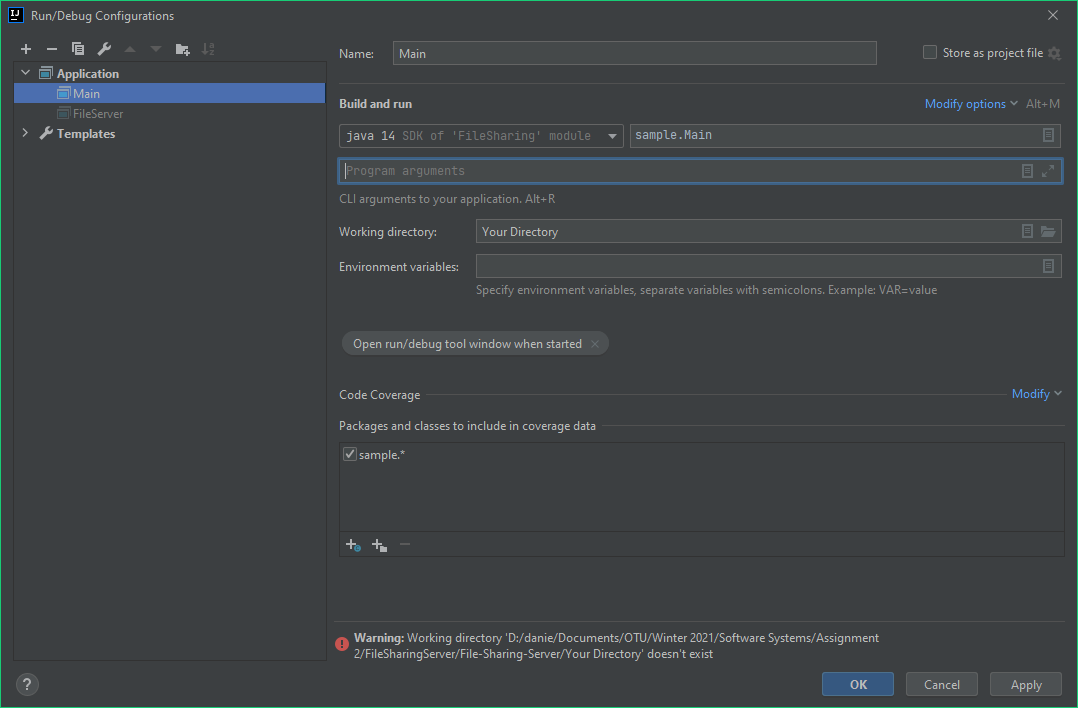 Run/Debug Configurations
Name: Main Store as project file
Application
Main
FileServer
Templates
Build and run Modify options Alt+M
java 14 SDK of 'FileSharing' module sample.Main
Program arguments
CLI arguments to your application. Alt+R
Working directory: Your Directory
Environment variables:
Specify environment variables, separate variables with semicolons. Example: VAR=value
Open run/debug tool window when started
Code Coverage Modify
Packages and classes to include in coverage data
sample.*
Warning: Working directory 'D:/danie/Documents/OTU/Winter 2021/Software Systems/Assignment
2/FileSharingServer/File-Sharing-Server/Your Directory' doesn't exist
? OK Cancel Apply